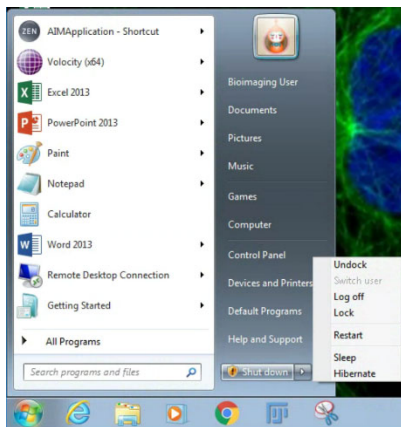 ZEN AIMApplication - Shortcut
Volocity (x64)
Excel 2013
PowerPoint 2013
Paint
Notepad
Calculator
Word 2013
Remote Desktop Connection
Getting Started
All Programs
Search programs and files
Bioimaging User
Documents
Pictures
Music
Games
Computer
Control Panel
Devices and Printers
Default Programs
Help and Support
Shut down
Undock
Switch user
Log off
Lock
Restart
Sleep
Hibernate